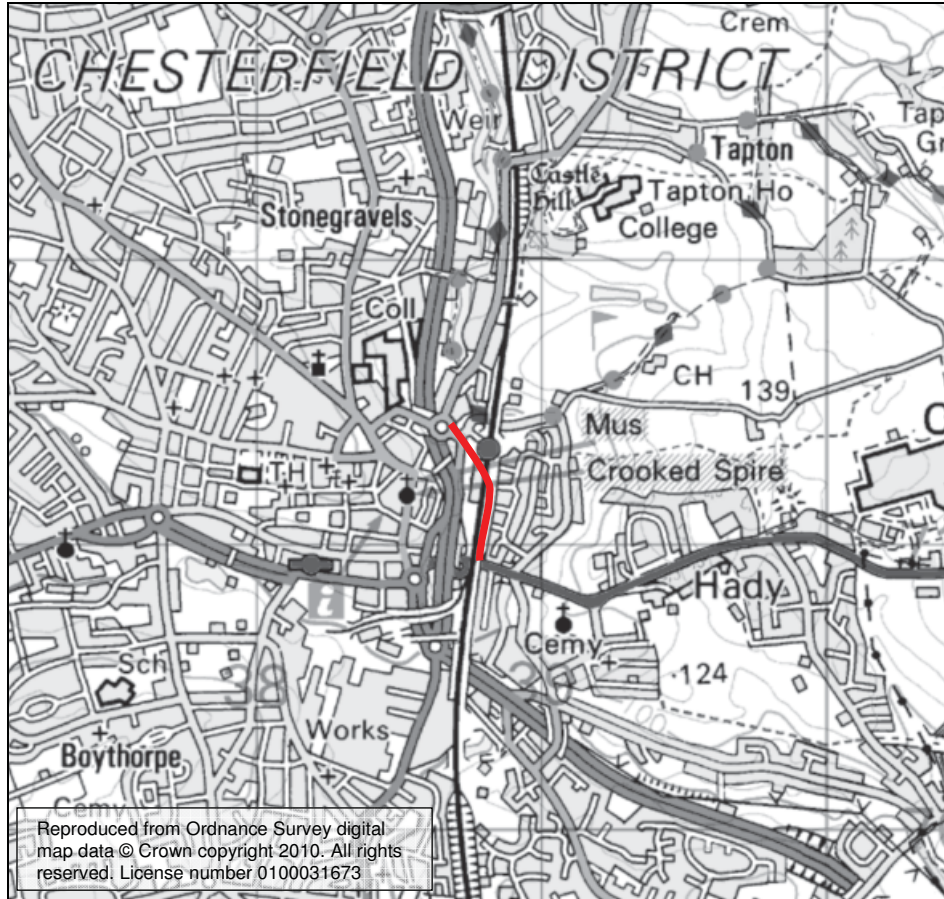 Crem
CHESTERFIELD DISTRICT
Weir
Tapton
Castle
Hill
Tapton Ho
College
Stonegravels
Coll
CH
139
Mus
Crooked Spire
TH
i
Hady
Cemy
124
Sch
38
Works
Boythorpe
Cemy
100
Reproduced from Ordnance Survey digital
map data © Crown copyright 2010. All rights
reserved. License number 0100031673